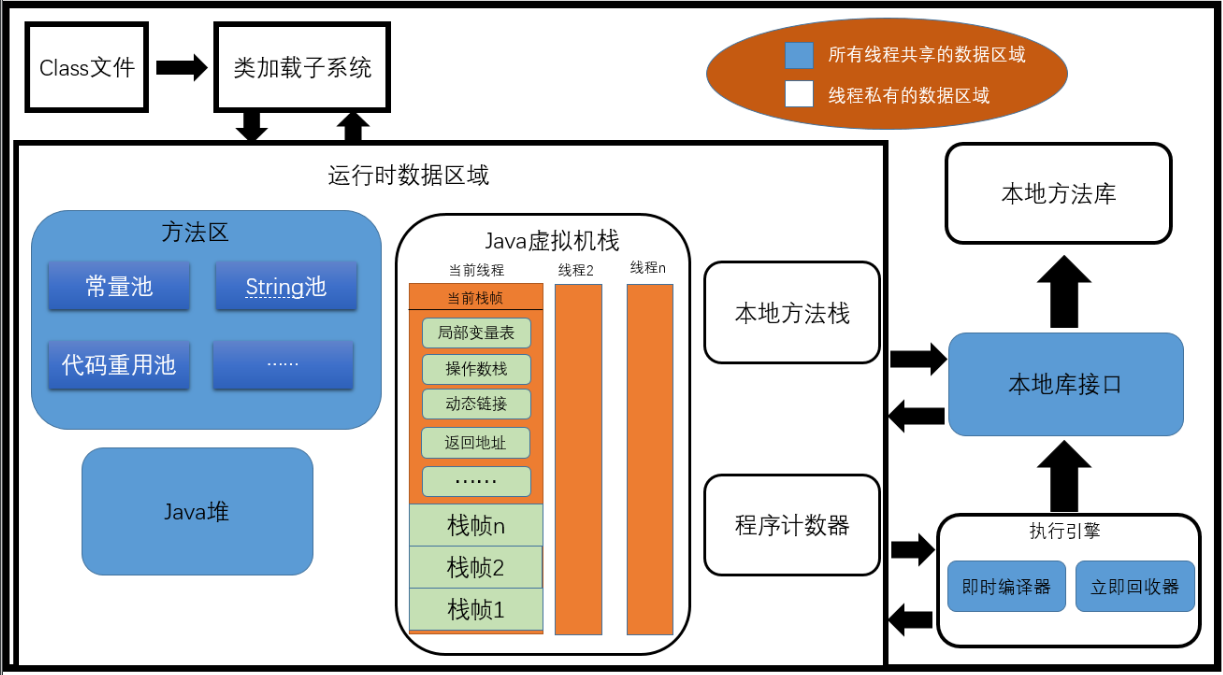 Class文件
类加载子系统
所有线程共享的数据区域
线程私有的数据区域
运行时数据区域
方法区
常量池
String池
代码重用池
······
Java堆
Java虚拟机栈
当前线程
线程2
线程n
当前栈帧
局部变量表
操作数栈
动态链接
返回地址
······
栈帧n
栈帧2
栈帧1
本地方法栈
程序计数器
本地方法库
本地库接口
执行引擎
即时编译器
立即回收器